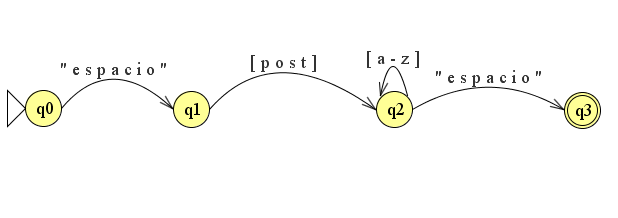 "espacio" [post] [a-z] "espacio"
q0 q1 q2 q3